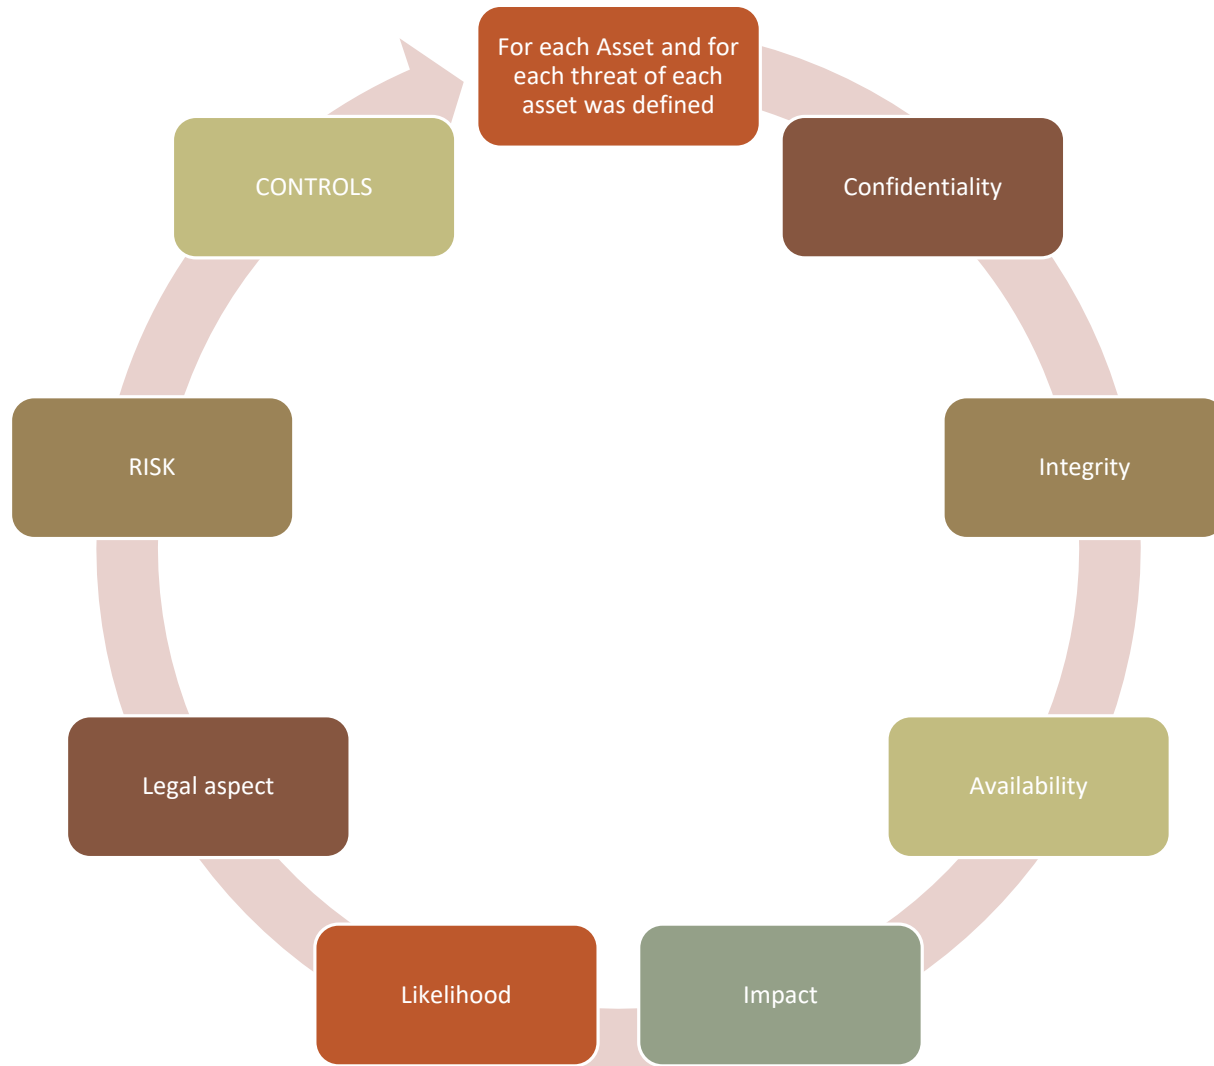 For each Asset and for
each threat of each
asset was defined
Confidentiality
Integrity
Availability
Impact
Likelihood
Legal aspect
RISK
CONTROLS